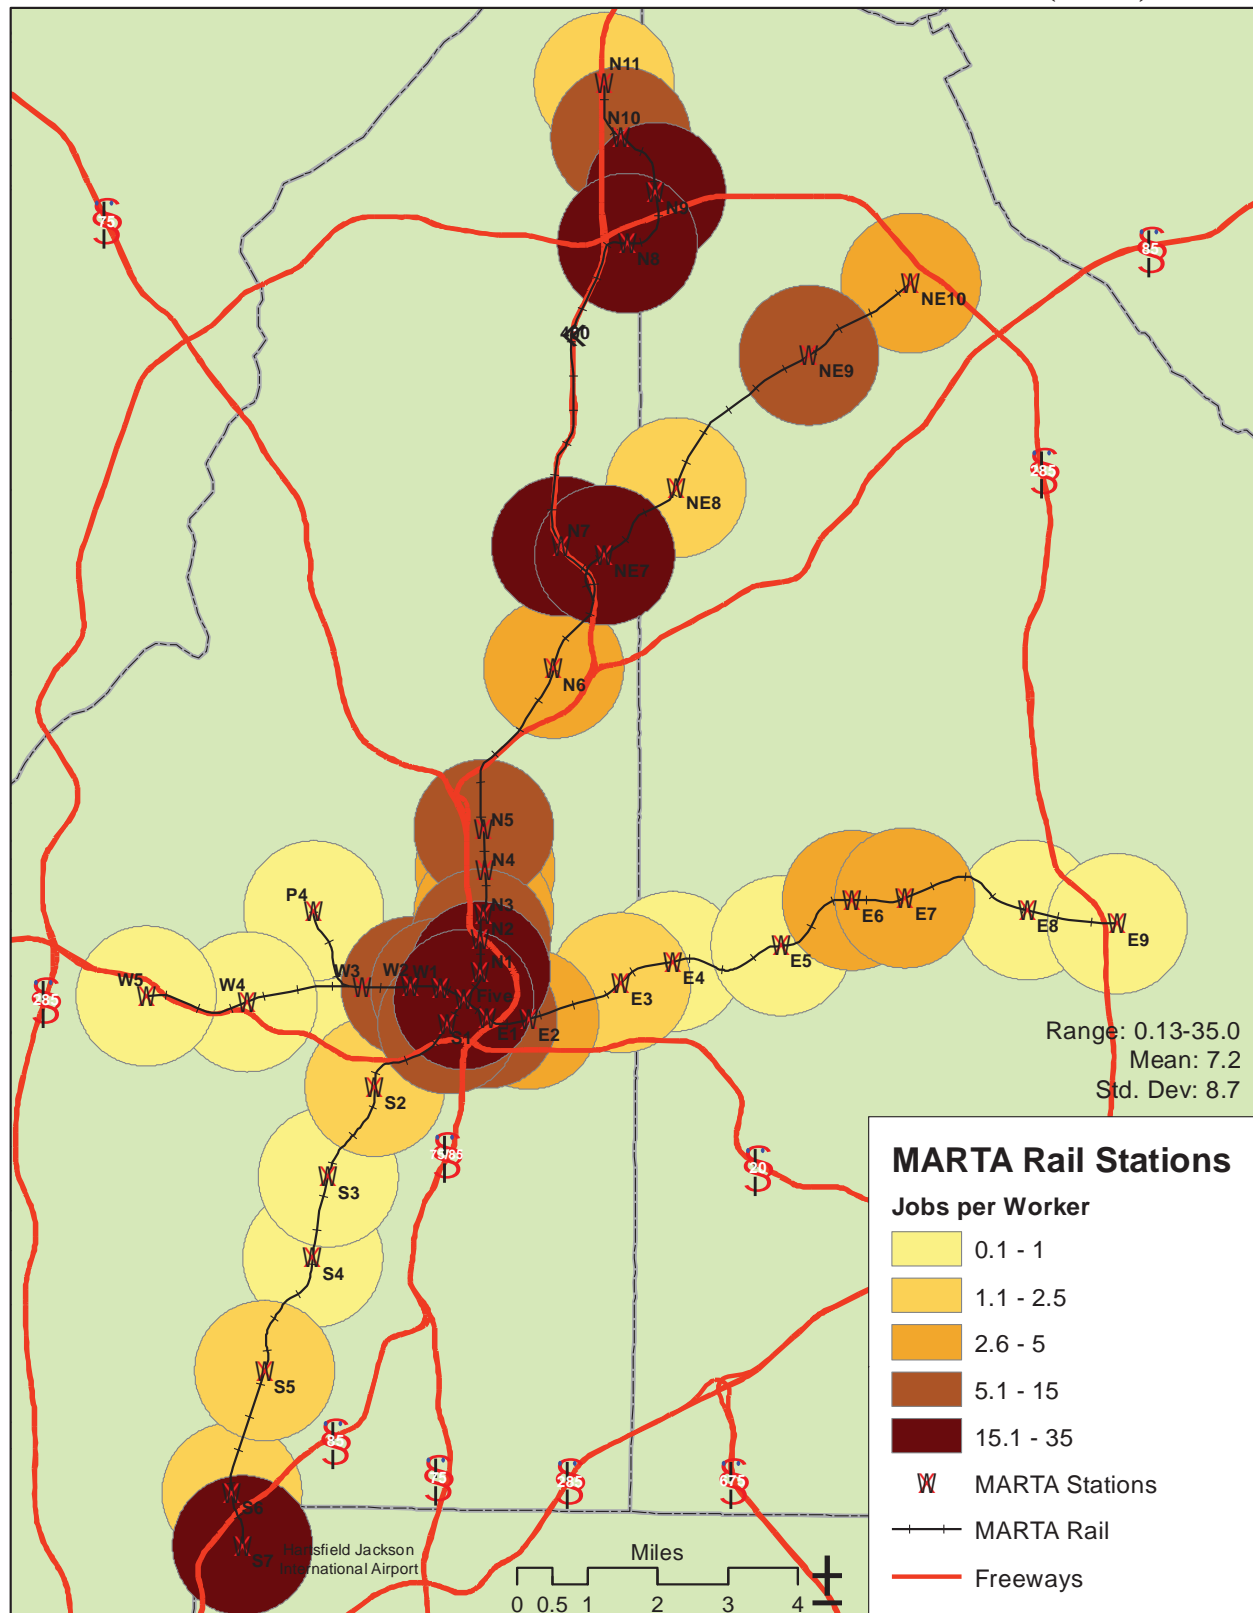 N11
N10
N9
N8
75
85
NE10
400
NE9
285
NE8
N7
NE7
N6
N5
N4
P4
N3
N2
E6
E7
E8
E9
W5
W4
W3
W2
W1
N1
E5
E4
E3
285
Five
S1
E1
E2
Range: 0.13-35.0
Mean: 7.2
Std. Dev: 8.7
S2
75/85
20
S3
S4
S5
85
75
285
675
S6
S7
Hartsfield Jackson
International Airport
MARTA Rail Stations
Jobs per Worker
0.1 - 1
1.1 - 2.5
2.6 - 5
5.1 - 15
15.1 - 35
MARTA Stations
MARTA Rail
Freeways
Miles
0 0.5 1 2 3 4